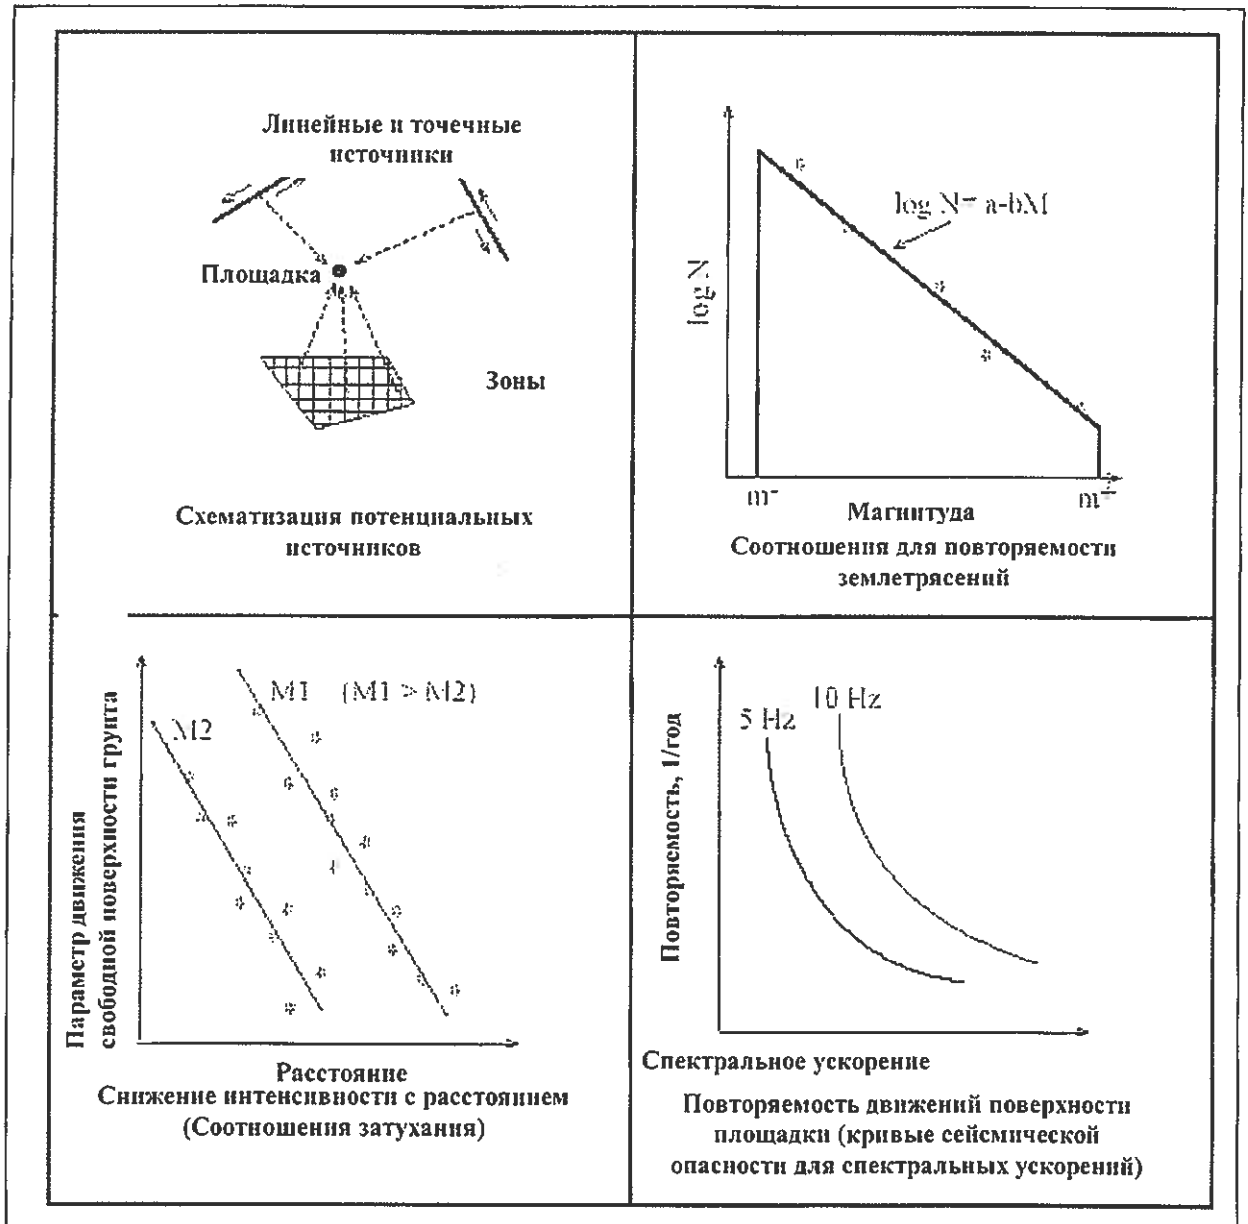 Линейные и точечные
источники
Площадка
Зоны
Схематизация потенциальных
источников
log N
log N= a-bM
m-
m+
Магнитуда
Соотношения для повторяемости
землетрясений
Параметр движения
свободной поверхности грунта
M2
M1 (M1 > M2)
Расстояние
Снижение интенсивности с расстоянием
(Соотношения затухания)
Повторяемость, 1/год
5 Hz
10 Hz
Спектральное ускорение
Повторяемость движений поверхности
площадки (кривые сейсмической
опасности для спектральных ускорений)